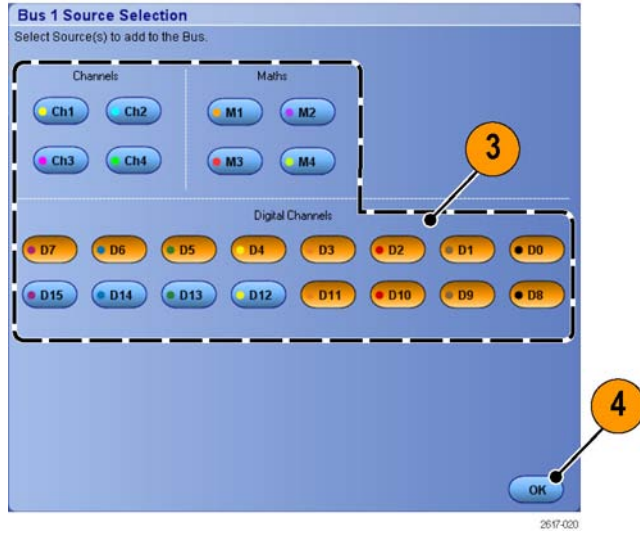 Bus 1 Source Selection
Select Source(s) to add to the Bus.
Channels Maths
Ch1 Ch2 M1 M2
Ch3 Ch4 M3 M4
3
Digital Channels
D7 D6 D5 D4 D3 D2 D1 D0
D15 D14 D13 D12 D11 D10 D9 D8
4
OK
2617-020